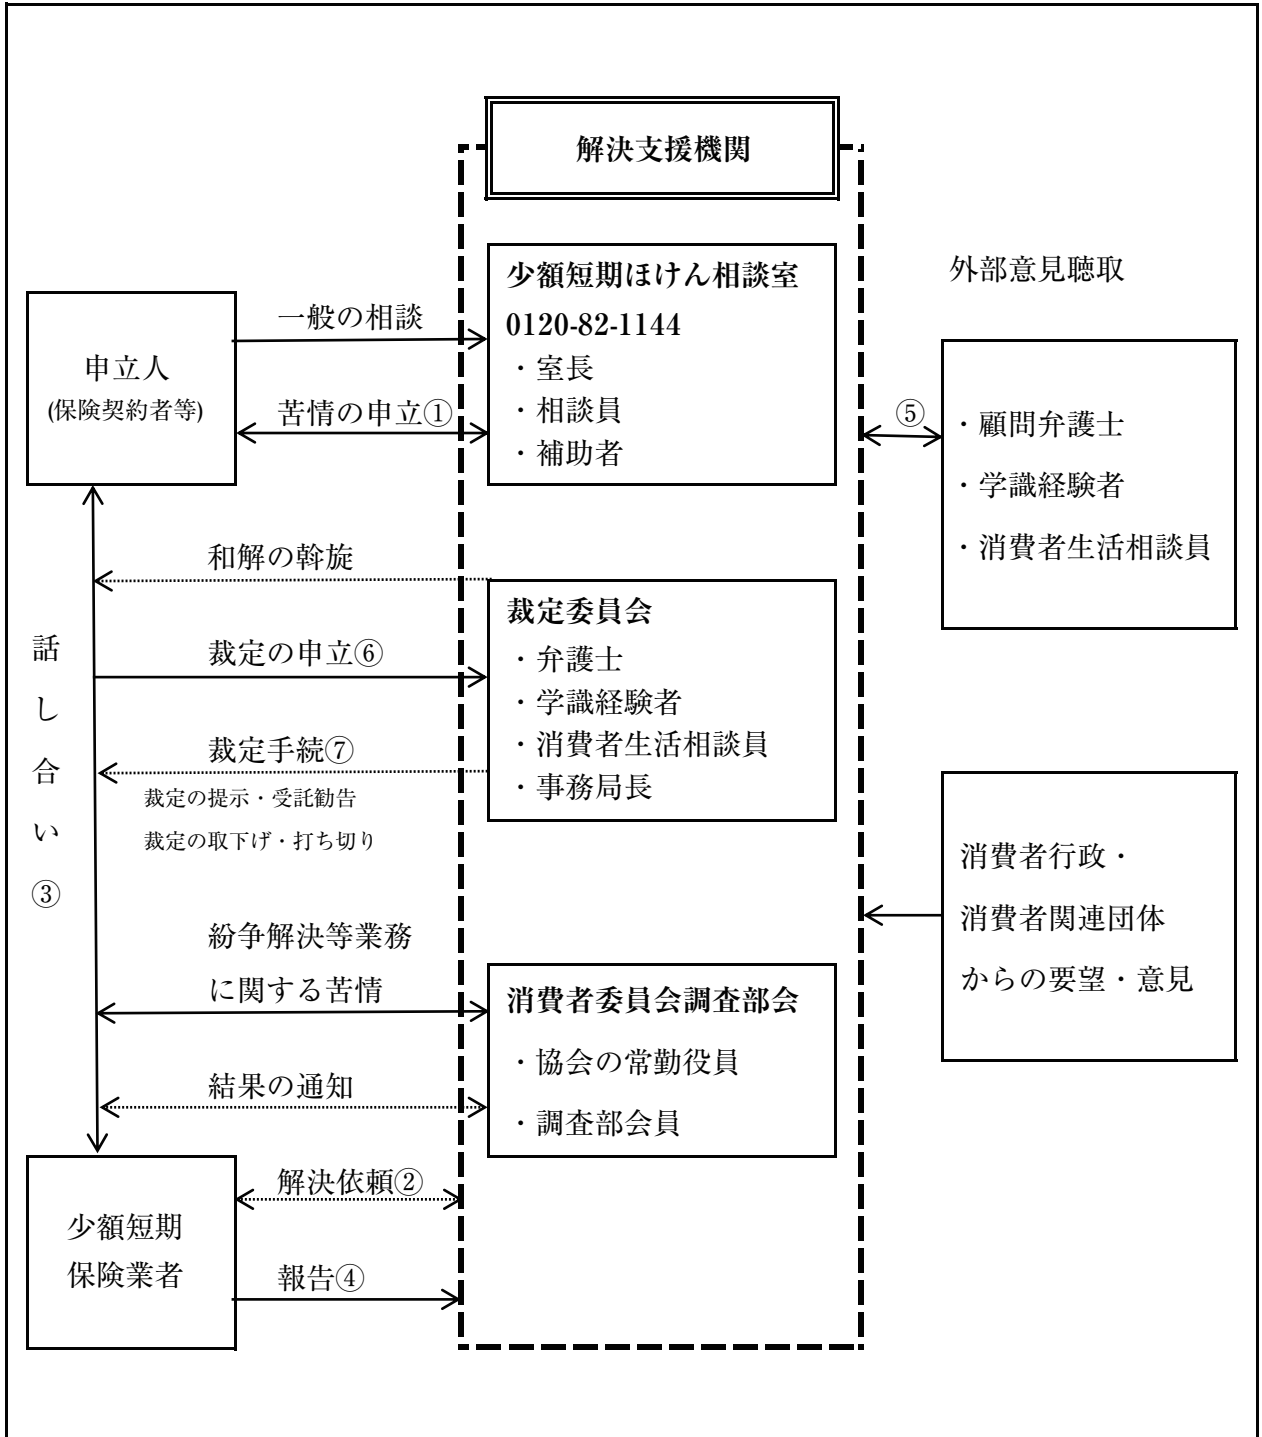 解決支援機関
少額短期ほけん相談室
0120-82-1144
・室長
・相談員
・補助者
外部意見聴取
申立人
(保険契約者等)
一般の相談
苦情の申立①
⑤
・顧問弁護士
・学識経験者
・消費者生活相談員
和解の斡旋
裁定の申立⑥
裁定手続⑦
裁定の提示・受託勧告
裁定の取下げ・打ち切り
裁定委員会
・弁護士
・学識経験者
・消費者生活相談員
・事務局長
話し合い③
消費者行政・
消費者関連団体
からの要望・意見
紛争解決等業務
に関する苦情
結果の通知
消費者委員会調査部会
・協会の常勤役員
・調査部会員
少額短期
保険業者
解決依頼②
報告④